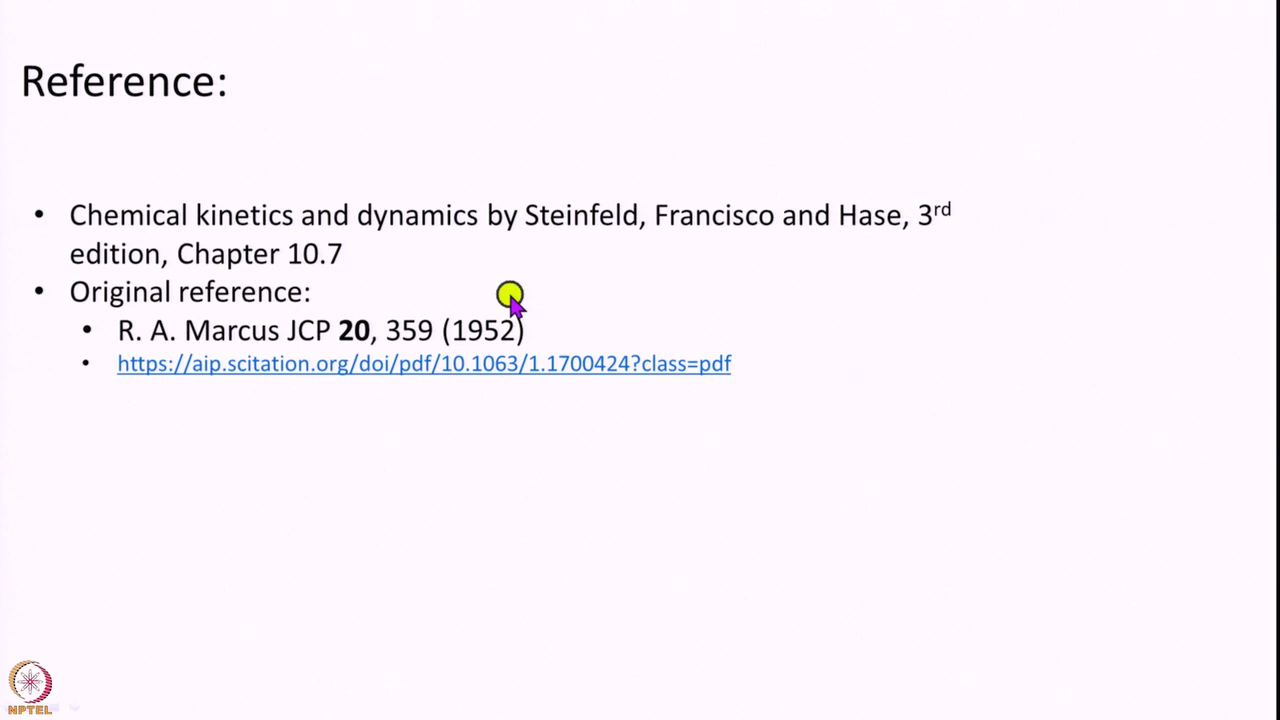 Reference:
• Chemical kinetics and dynamics by Steinfeld, Francisco and Hase, 3rd
edition, Chapter 10.7
• Original reference:
• R. A. Marcus JCP 20, 359 (1952)
• https://aip.scitation.org/doi/pdf/10.1063/1.1700424?class=pdf
NPTEL